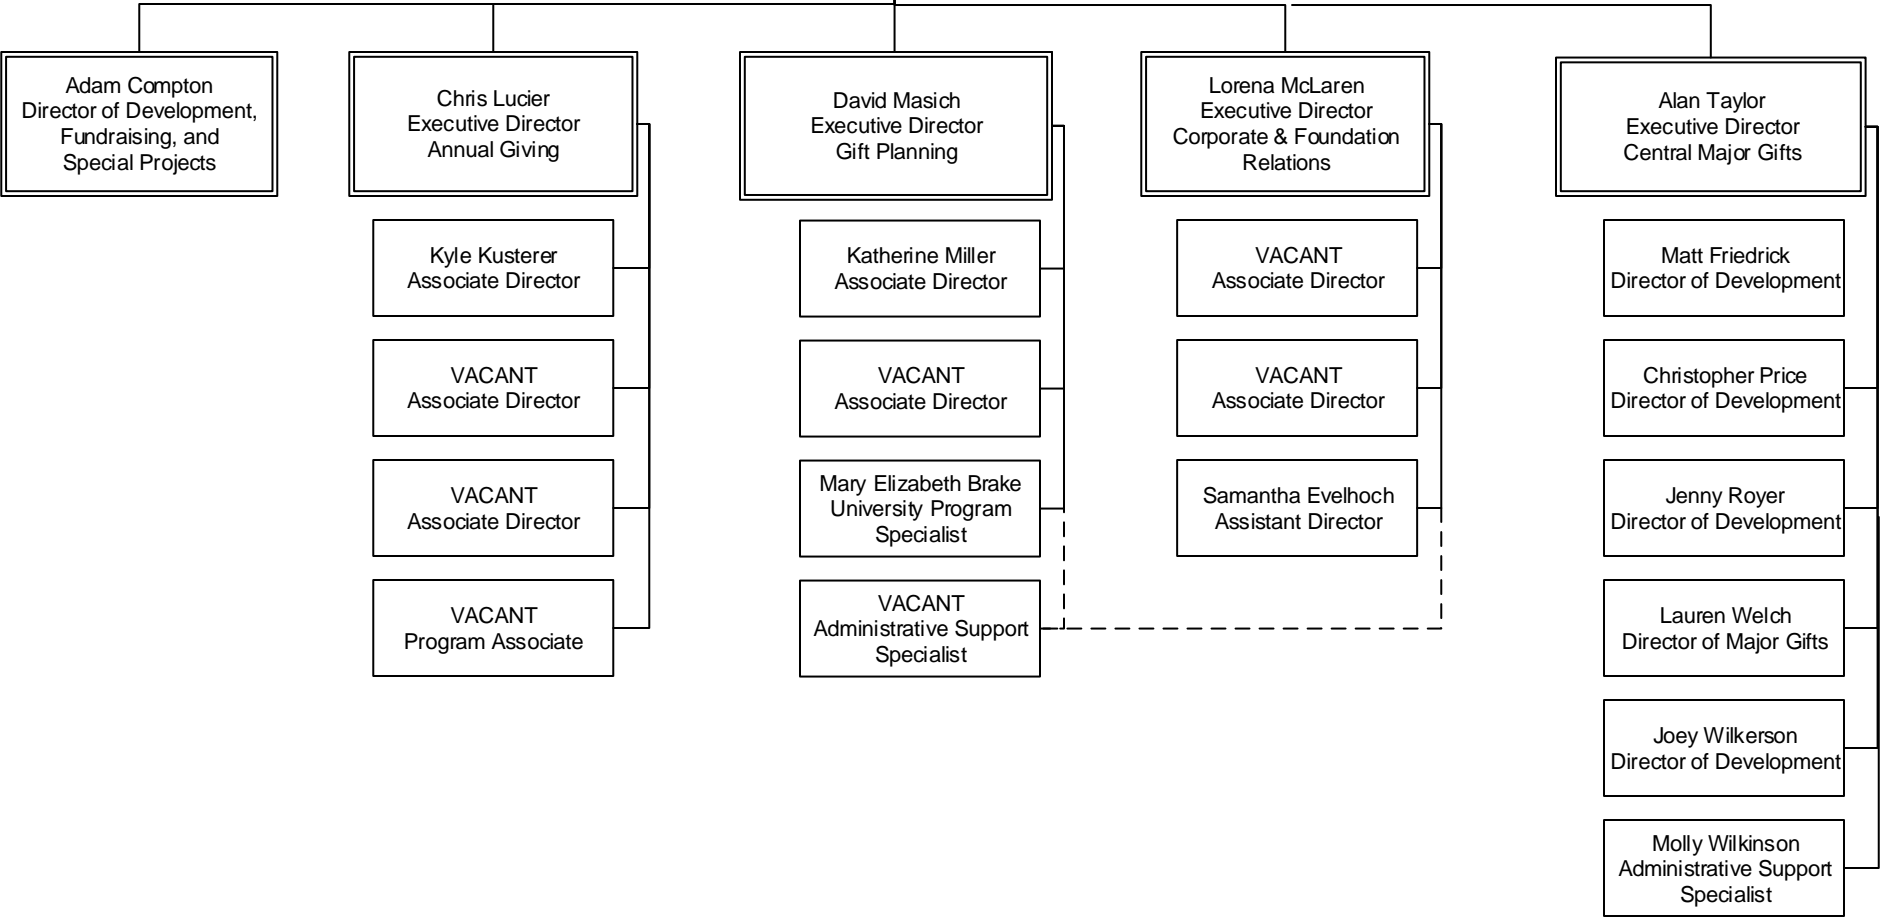 Adam Compton
Director of Development,
Fundraising, and
Special Projects
Chris Lucier
Executive Director
Annual Giving
Kyle Kusterer
Associate Director
VACANT
Associate Director
VACANT
Associate Director
VACANT
Program Associate
David Masich
Executive Director
Gift Planning
Katherine Miller
Associate Director
VACANT
Associate Director
Mary Elizabeth Brake
University Program
Specialist
VACANT
Administrative Support
Specialist
Lorena McLaren
Executive Director
Corporate & Foundation
Relations
VACANT
Associate Director
VACANT
Associate Director
Samantha Evelhoch
Assistant Director
Alan Taylor
Executive Director
Central Major Gifts
Matt Friedrick
Director of Development
Christopher Price
Director of Development
Jenny Royer
Director of Development
Lauren Welch
Director of Major Gifts
Joey Wilkerson
Director of Development
Molly Wilkinson
Administrative Support
Specialist